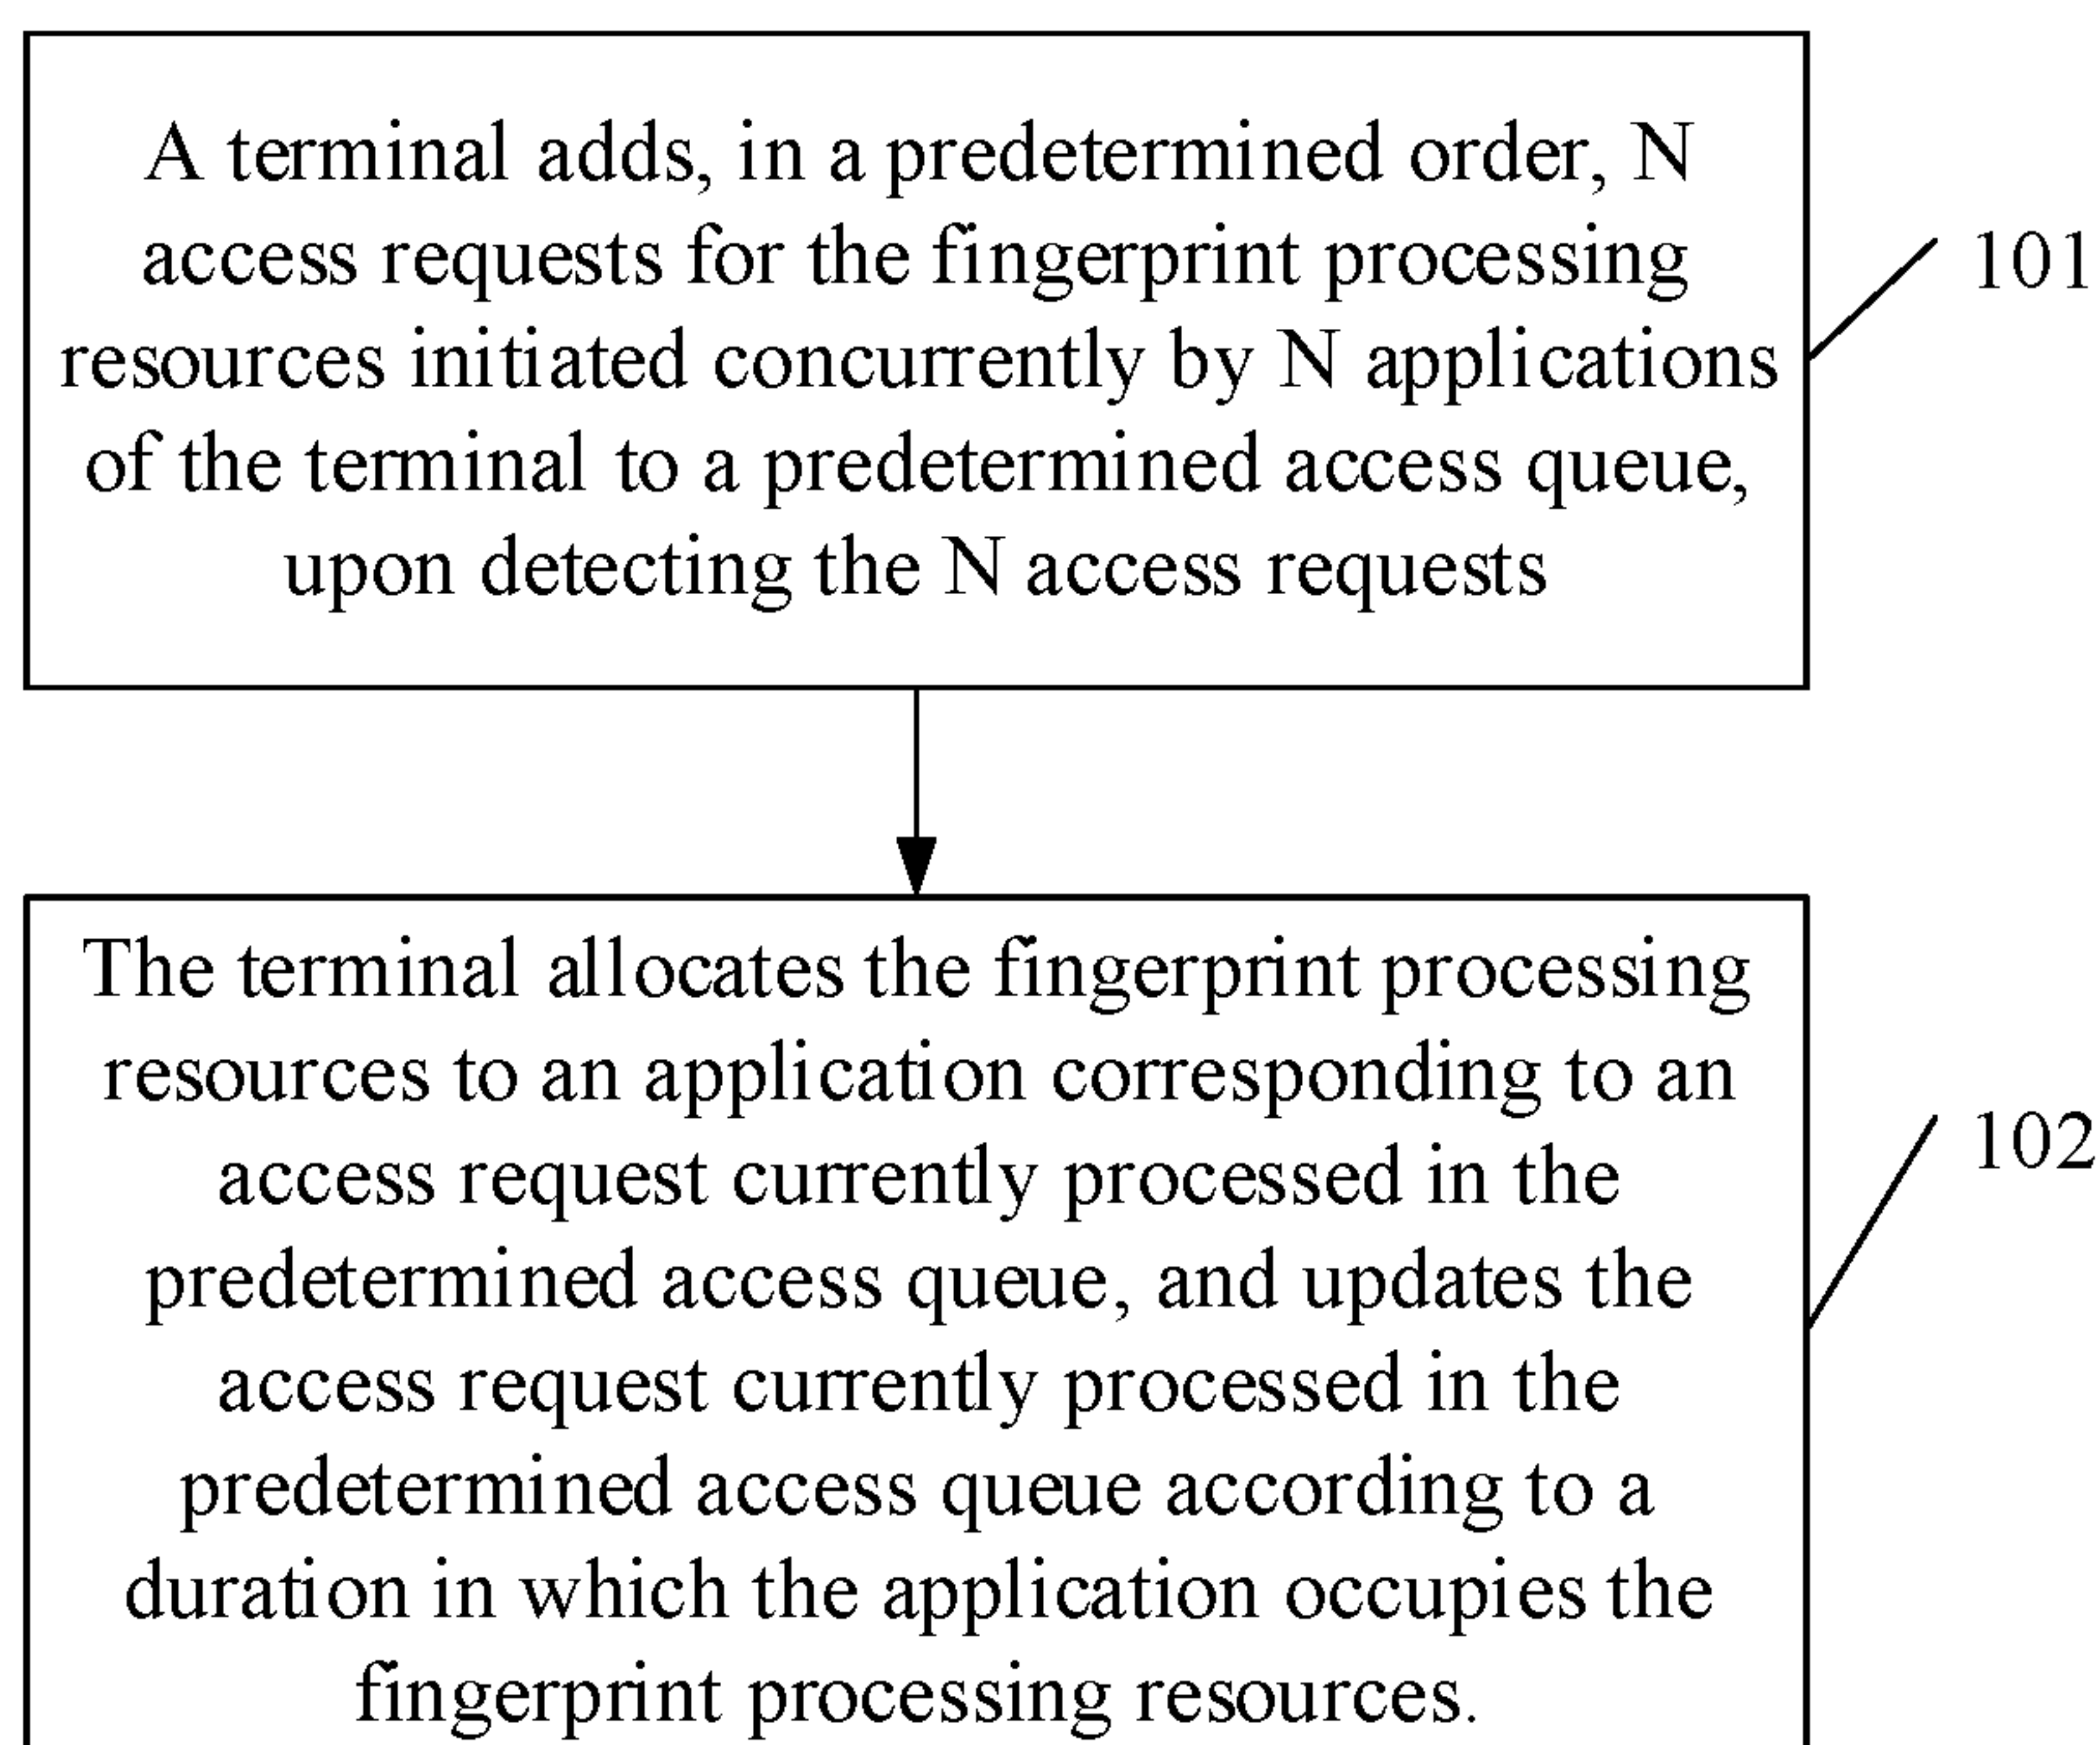 A terminal adds, in a predetermined order, N
access requests for the fingerprint processing
resources initiated concurrently by N applications
of the terminal to a predetermined access queue,
upon detecting the N access requests
101
The terminal allocates the fingerprint processing
resources to an application corresponding to an
access request currently processed in the
predetermined access queue, and updates the
access request currently processed in the
predetermined access queue according to a
duration in which the application occupies the
fingerprint processing resources.
102